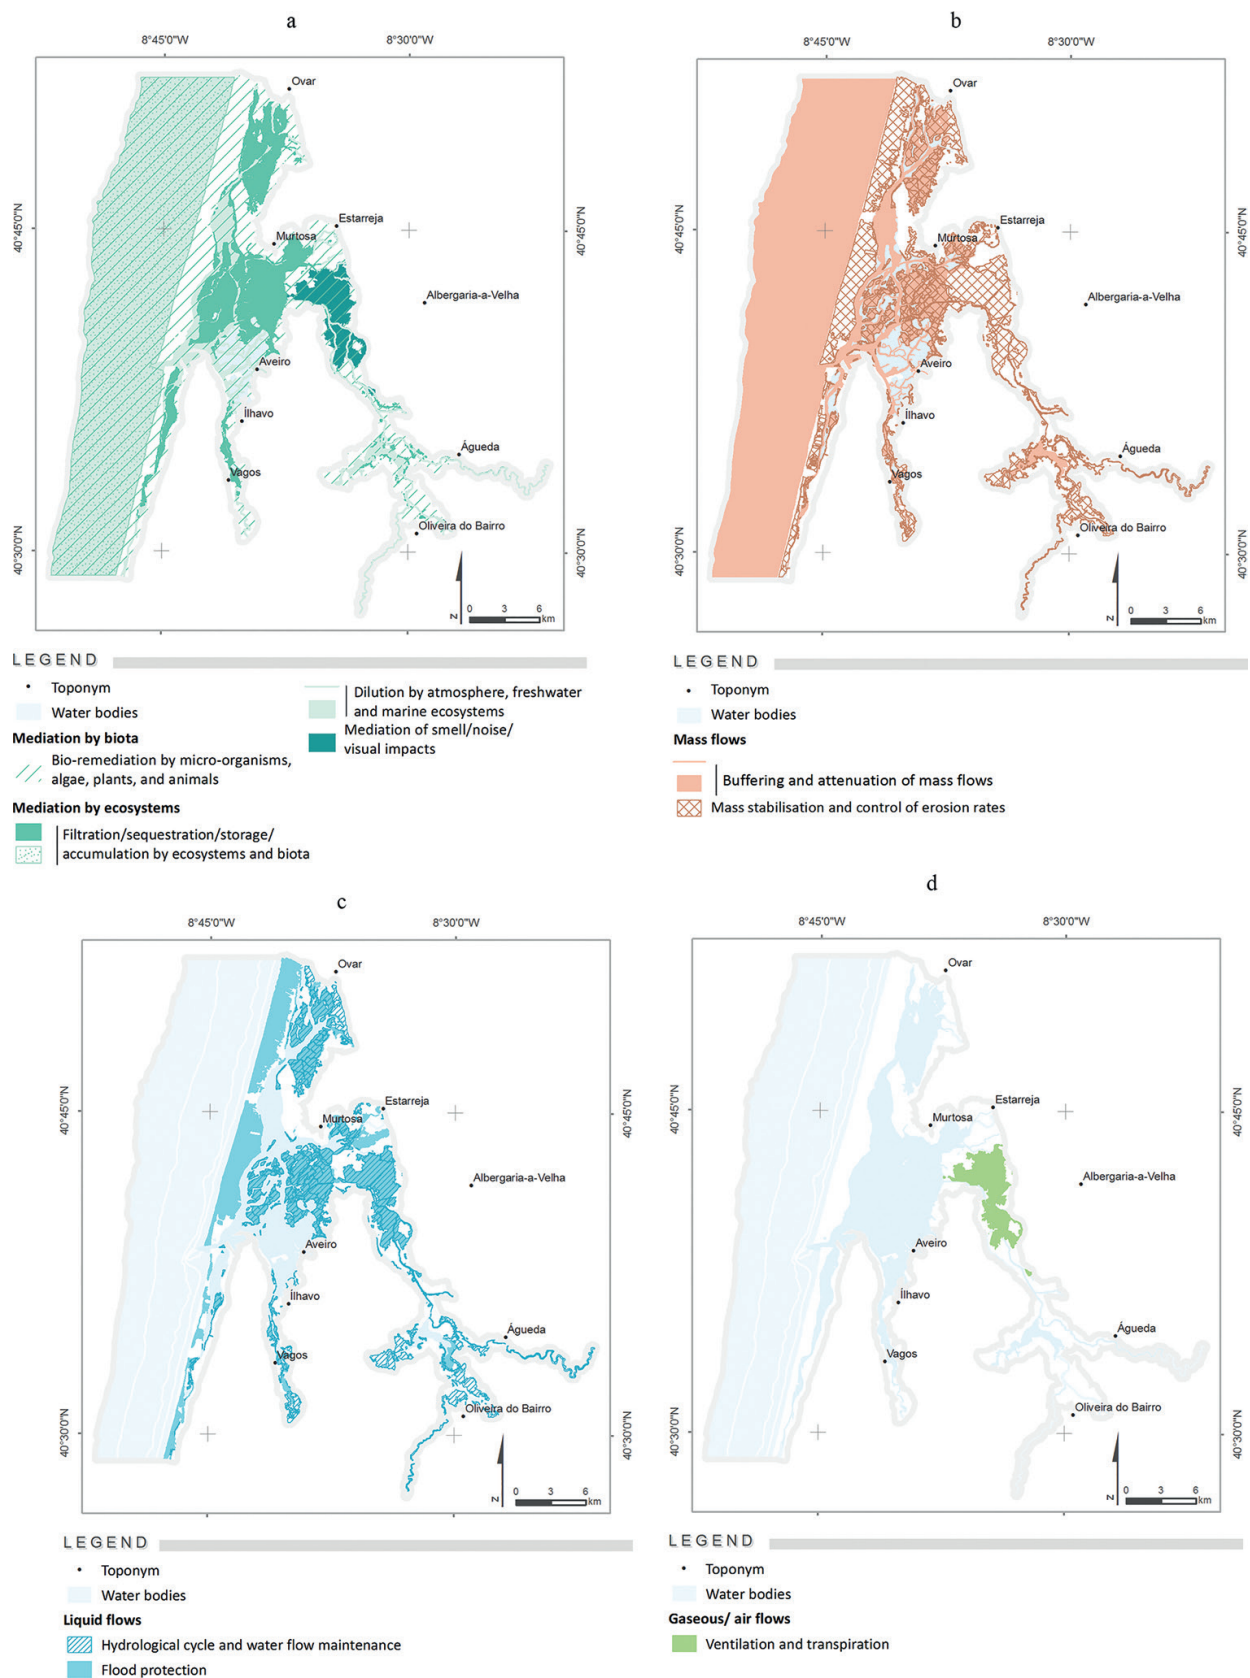 a
8°45'0"W 8°30'0"W
Ovar
40°45'0"N
Estarreja
40°45'0"N
Murtosa
Albergaria-a-Velha
Aveiro
Ílhavo
Águeda
Vagos
Oliveira do Bairro
40°30'0"N
40°30'0"N
N
0 3 6
km
LEGEND
Toponym
Water bodies
Mediation by biota
Bio-remediation by micro-organisms,
algae, plants, and animals
Mediation by ecosystems
Filtration/sequestration/storage/
accumulation by ecosystems and biota
Dilution by atmosphere, freshwater
and marine ecosystems
Mediation of smell/noise/
visual impacts
b
8°45'0"W 8°30'0"W
Ovar
40°45'0"N
Estarreja
40°45'0"N
Murtosa
Albergaria-a-Velha
Aveiro
Ílhavo
Águeda
Vagos
Oliveira do Bairro
40°30'0"N
40°30'0"N
N
0 3 6
km
LEGEND
Toponym
Water bodies
Mass flows
Buffering and attenuation of mass flows
Mass stabilisation and control of erosion rates
c
8°45'0"W 8°30'0"W
Ovar
40°45'0"N
Estarreja
40°45'0"N
Murtosa
Albergaria-a-Velha
Aveiro
Ílhavo
Águeda
Vagos
Oliveira do Bairro
40°30'0"N
40°30'0"N
N
0 3 6
km
LEGEND
Toponym
Water bodies
Liquid flows
Hydrological cycle and water flow maintenance
Flood protection
d
8°45'0"W 8°30'0"W
Ovar
40°45'0"N
Estarreja
40°45'0"N
Murtosa
Albergaria-a-Velha
Aveiro
Ílhavo
Águeda
Vagos
Oliveira do Bairro
40°30'0"N
40°30'0"N
N
0 3 6
km
LEGEND
Toponym
Water bodies
Gaseous/ air flows
Ventilation and transpiration